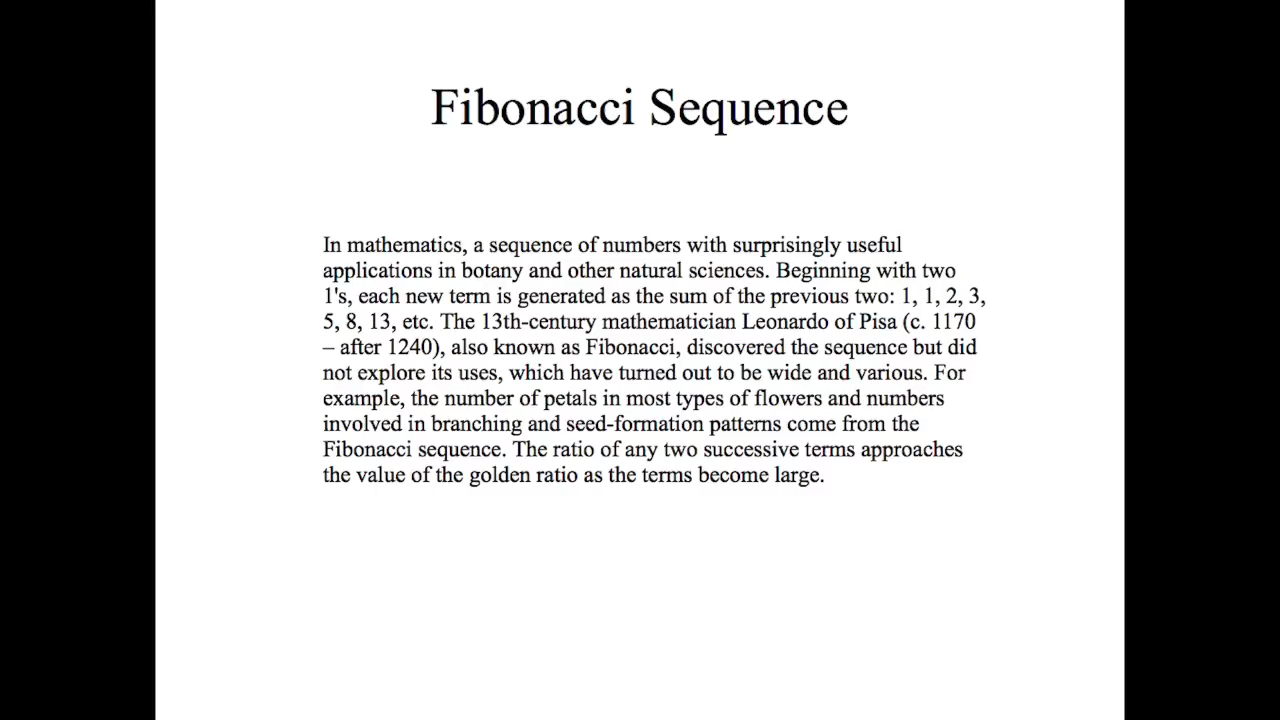 Fibonacci Sequence
In mathematics, a sequence of numbers with surprisingly useful
applications in botany and other natural sciences. Beginning with two
1's, each new term is generated as the sum of the previous two: 1, 1, 2, 3,
5, 8, 13, etc. The 13th-century mathematician Leonardo of Pisa (c. 1170
– after 1240), also known as Fibonacci, discovered the sequence but did
not explore its uses, which have turned out to be wide and various. For
example, the number of petals in most types of flowers and numbers
involved in branching and seed-formation patterns come from the
Fibonacci sequence. The ratio of any two successive terms approaches
the value of the golden ratio as the terms become large.